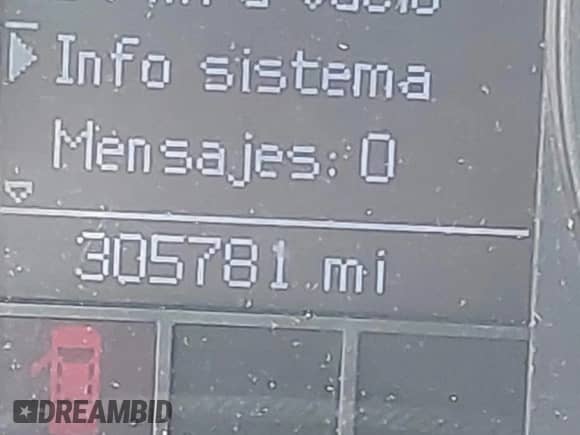 Info sistema
Mensajes: 0
305781 mi
DREAMBID